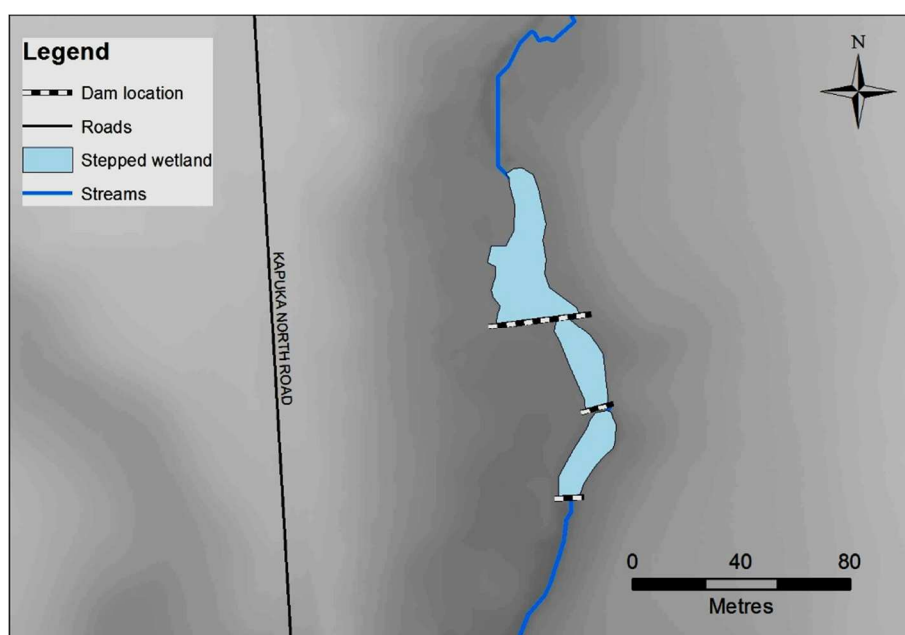 Legend
Dam location
Roads
Stepped wetland
Streams
N
KAPUKA NORTH ROAD
0 40 80
Metres